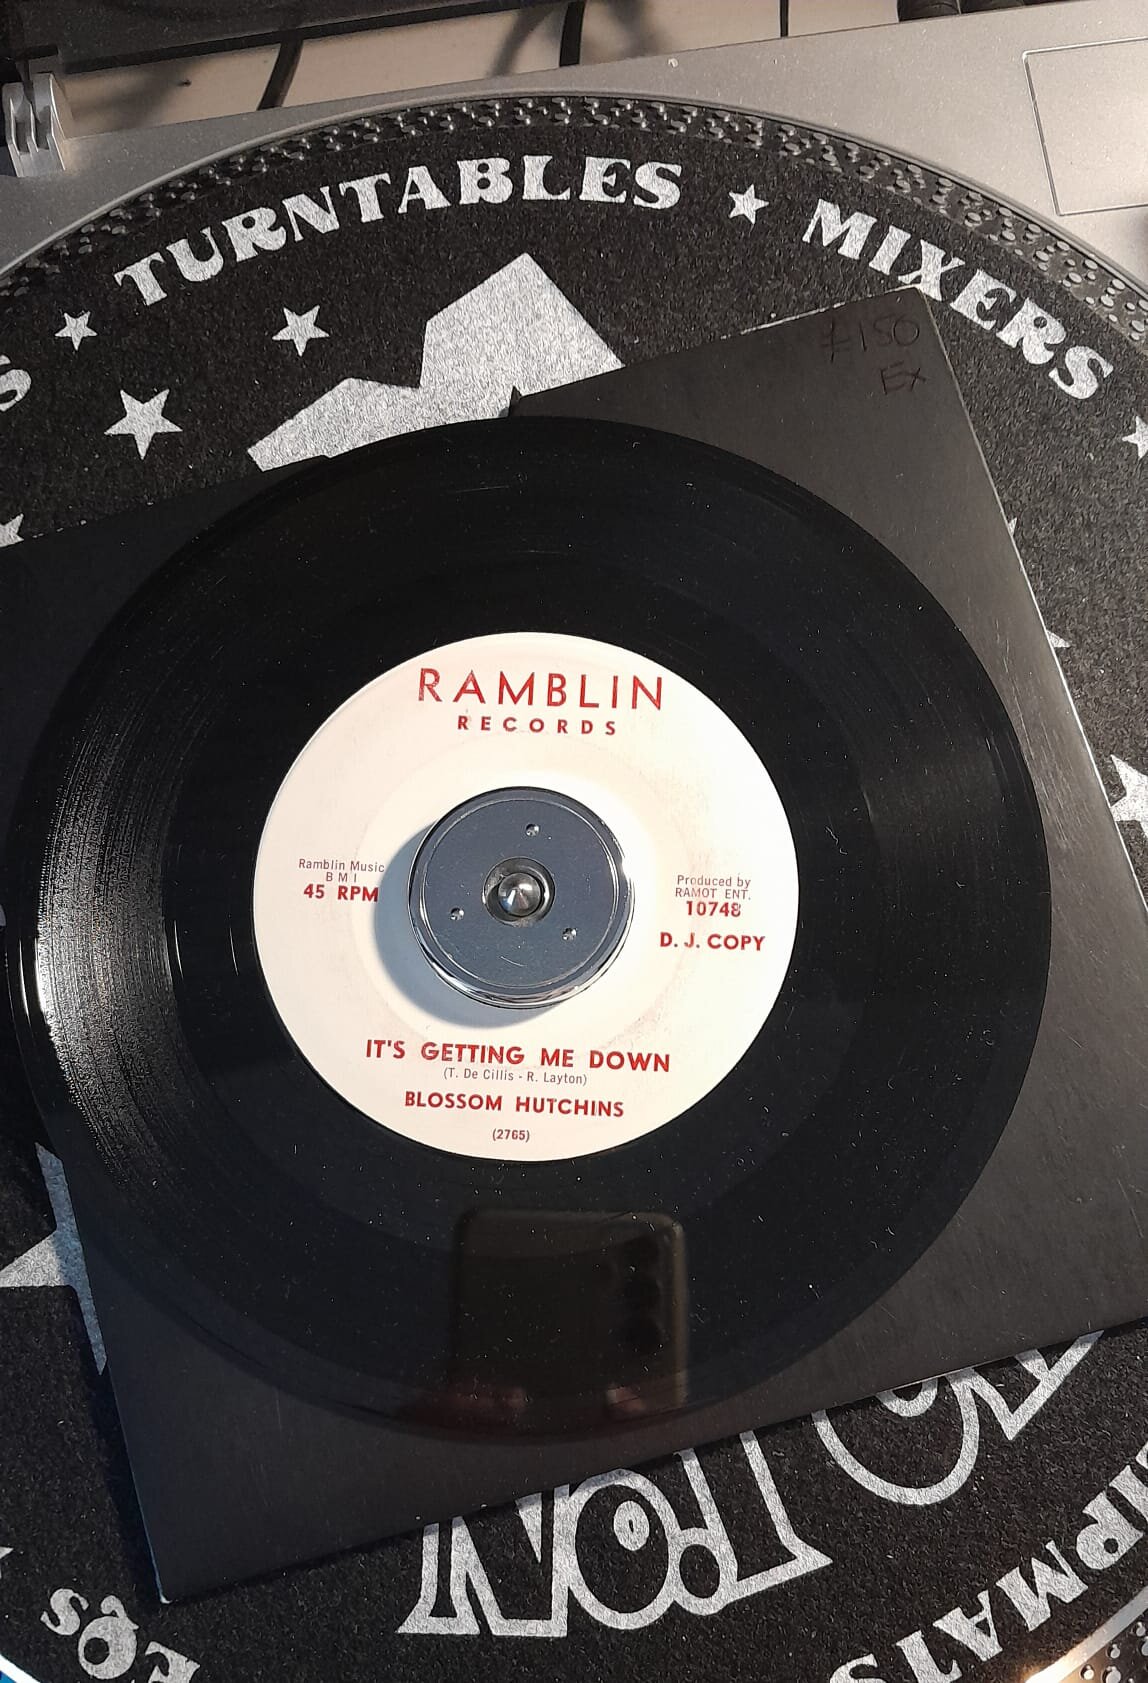 TURNTABLES ★ MIXERS
£150
Ex
RAMBLIN
RECORDS
Ramblin Music
B M I
45 RPM
Produced by
RAMOT ENT.
10748
D. J. COPY
IT'S GETTING ME DOWN
(T. De Cillis - R. Layton)
BLOSSOM HUTCHINS
(2765)